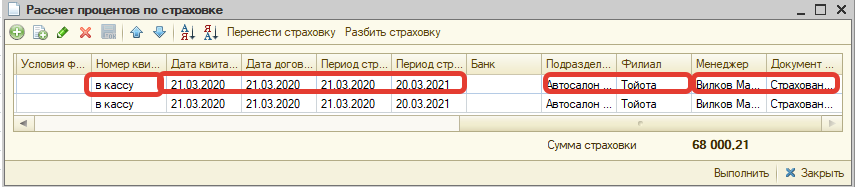 Рассчет процентов по страховке
Перенести страховку Разбить страховку
Условия ф... Номер кви... Дата квита... Дата догов... Период стр... Период стр... Банк Подраздел... Филиал Менеджер Документ ...
в кассу 21.03.2020 21.03.2020 21.03.2020 20.03.2021 Автосалон ... Тойота Вилков Ма... Страхован...
в кассу 21.03.2020 21.03.2020 21.03.2020 20.03.2021 Автосалон ... Тойота Вилков Ма... Страхован...
Сумма страховки 68 000,21
Выполнить Закрыть